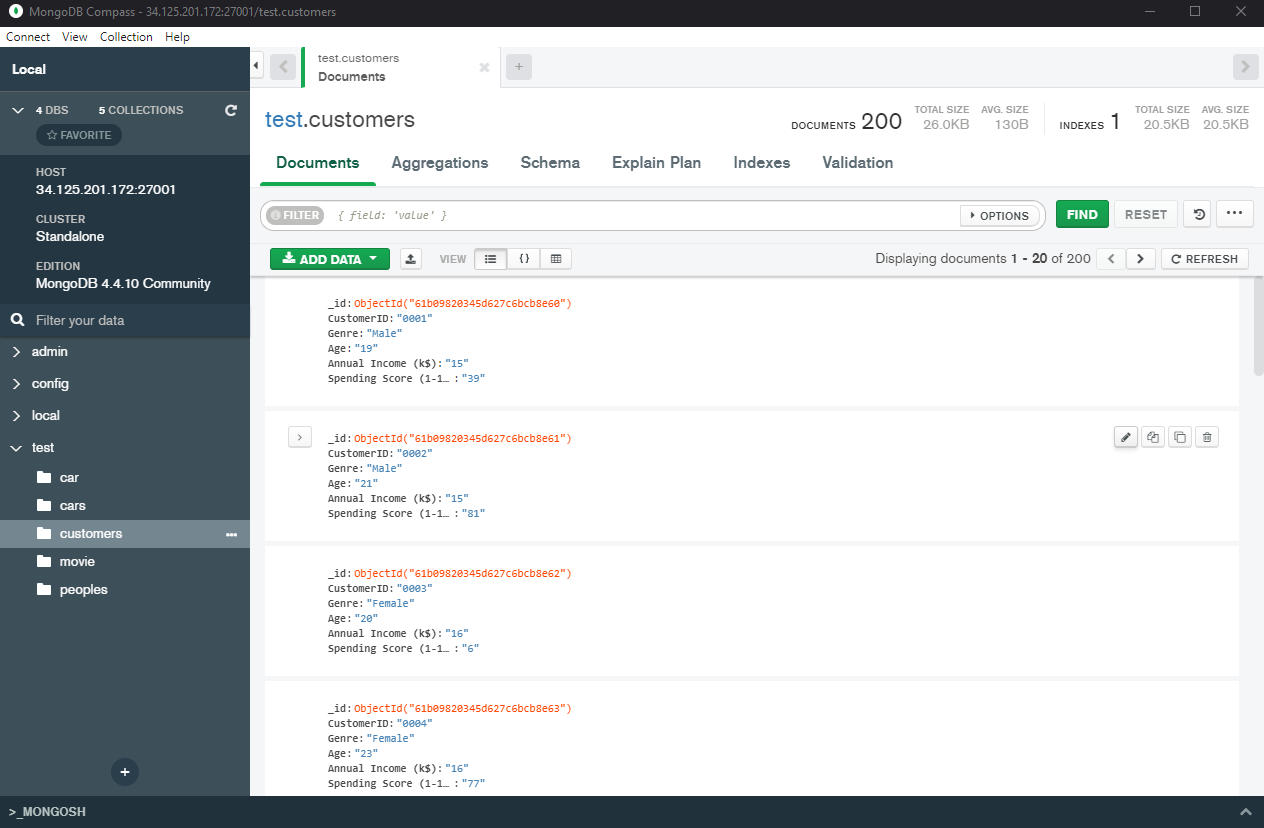 MongoDB Compass - 34.125.201.172:27001/test.customers
Connect View Collection Help
Local
4 DBS 5 COLLECTIONS
FAVORITE
HOST
34.125.201.172:27001
CLUSTER
Standalone
EDITION
MongoDB 4.4.10 Community
Filter your data
admin
config
local
test
car
cars
customers
movie
peoples
>_MONGOSH
test.customers
Documents
test.customers
DOCUMENTS 200 TOTAL SIZE 26.0KB AVG. SIZE 130B INDEXES 1 TOTAL SIZE 20.5KB AVG. SIZE 20.5KB
Documents Aggregations Schema Explain Plan Indexes Validation
FILTER { field: 'value' } OPTIONS FIND RESET
ADD DATA VIEW {} Displaying documents 1 - 20 of 200 REFRESH
_id: ObjectId("61b09820345d627c6bcb8e60")
CustomerID: "0001"
Genre: "Male"
Age: "19"
Annual Income (k$): "15"
Spending Score (1-1… : "39"
_id: ObjectId("61b09820345d627c6bcb8e61")
CustomerID: "0002"
Genre: "Male"
Age: "21"
Annual Income (k$): "15"
Spending Score (1-1… : "81"
_id: ObjectId("61b09820345d627c6bcb8e62")
CustomerID: "0003"
Genre: "Female"
Age: "20"
Annual Income (k$): "16"
Spending Score (1-1… : "6"
_id: ObjectId("61b09820345d627c6bcb8e63")
CustomerID: "0004"
Genre: "Female"
Age: "23"
Annual Income (k$): "16"
Spending Score (1-1… : "77"